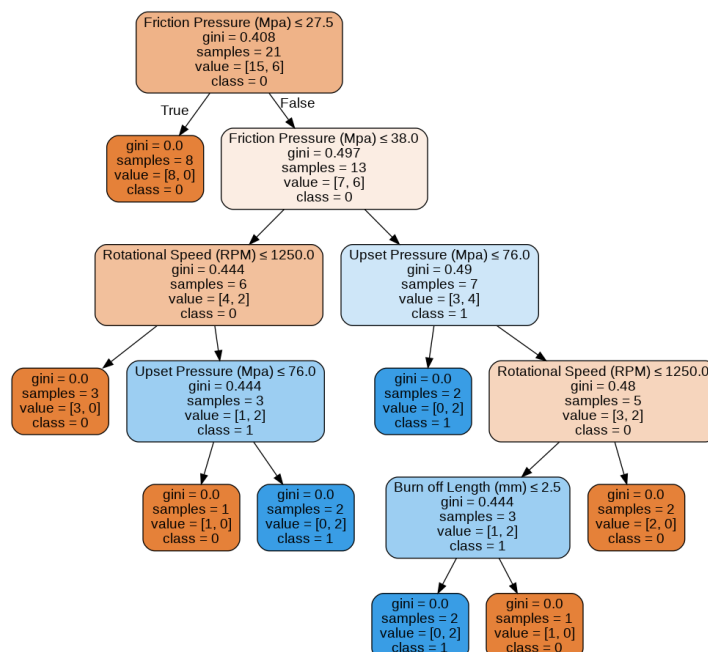 Friction Pressure (Mpa) ≤ 27.5
gini = 0.408
samples = 21
value = [15, 6]
class = 0
True
False
gini = 0.0
samples = 8
value = [8, 0]
class = 0
Friction Pressure (Mpa) ≤ 38.0
gini = 0.497
samples = 13
value = [7, 6]
class = 0
Rotational Speed (RPM) ≤ 1250.0
gini = 0.444
samples = 6
value = [4, 2]
class = 0
Upset Pressure (Mpa) ≤ 76.0
gini = 0.49
samples = 7
value = [3, 4]
class = 1
gini = 0.0
samples = 3
value = [3, 0]
class = 0
Upset Pressure (Mpa) ≤ 76.0
gini = 0.444
samples = 3
value = [1, 2]
class = 1
gini = 0.0
samples = 2
value = [0, 2]
class = 1
Rotational Speed (RPM) ≤ 1250.0
gini = 0.48
samples = 5
value = [3, 2]
class = 0
gini = 0.0
samples = 1
value = [1, 0]
class = 0
gini = 0.0
samples = 2
value = [0, 2]
class = 1
Burn off Length (mm) ≤ 2.5
gini = 0.444
samples = 3
value = [1, 2]
class = 1
gini = 0.0
samples = 2
value = [2, 0]
class = 0
gini = 0.0
samples = 2
value = [0, 2]
class = 1
gini = 0.0
samples = 1
value = [1, 0]
class = 0